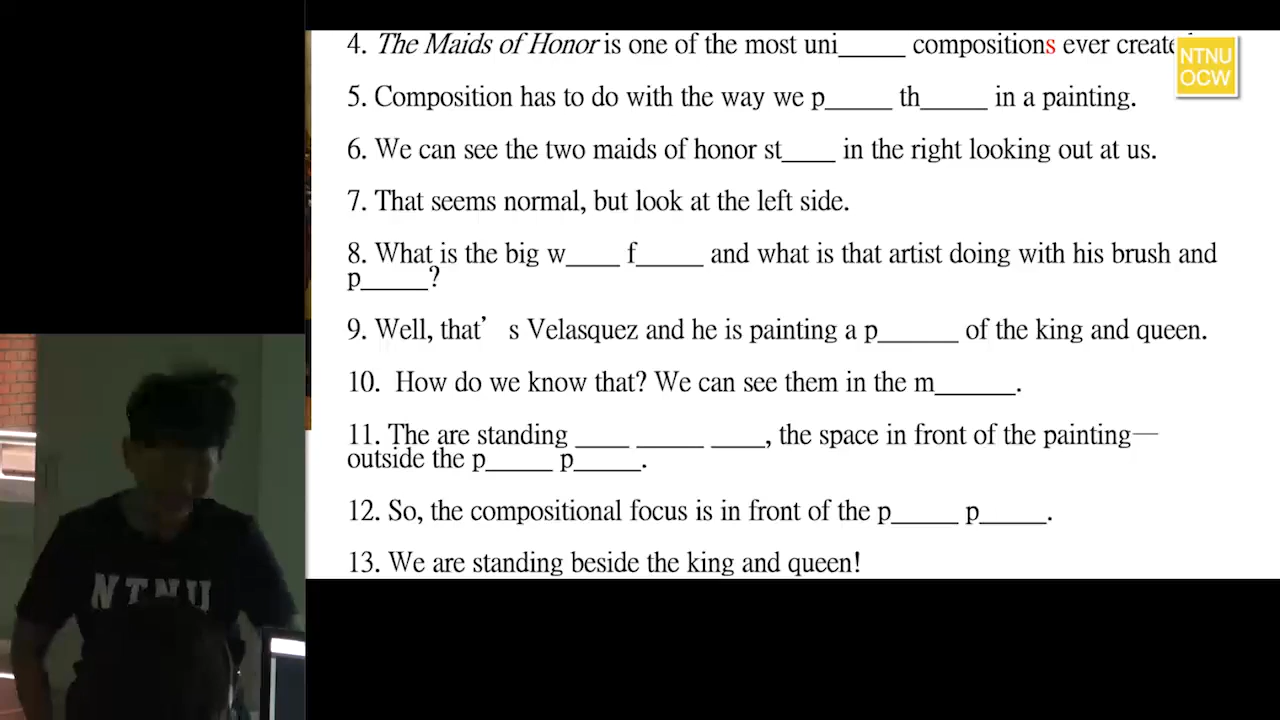 4. The Maids of Honor is one of the most uni_____ compositions ever create
NTNU
OCW
5. Composition has to do with the way we p_____ th_____ in a painting.
6. We can see the two maids of honor st____ in the right looking out at us.
7. That seems normal, but look at the left side.
8. What is the big w____ f_____ and what is that artist doing with his brush and
p_____?
9. Well, that’ s Velasquez and he is painting a p______ of the king and queen.
10. How do we know that? We can see them in the m______.
11. The are standing ____ _____ ____, the space in front of the painting—
outside the p_____ p_____.
12. So, the compositional focus is in front of the p_____ p_____.
13. We are standing beside the king and queen!
NTNU